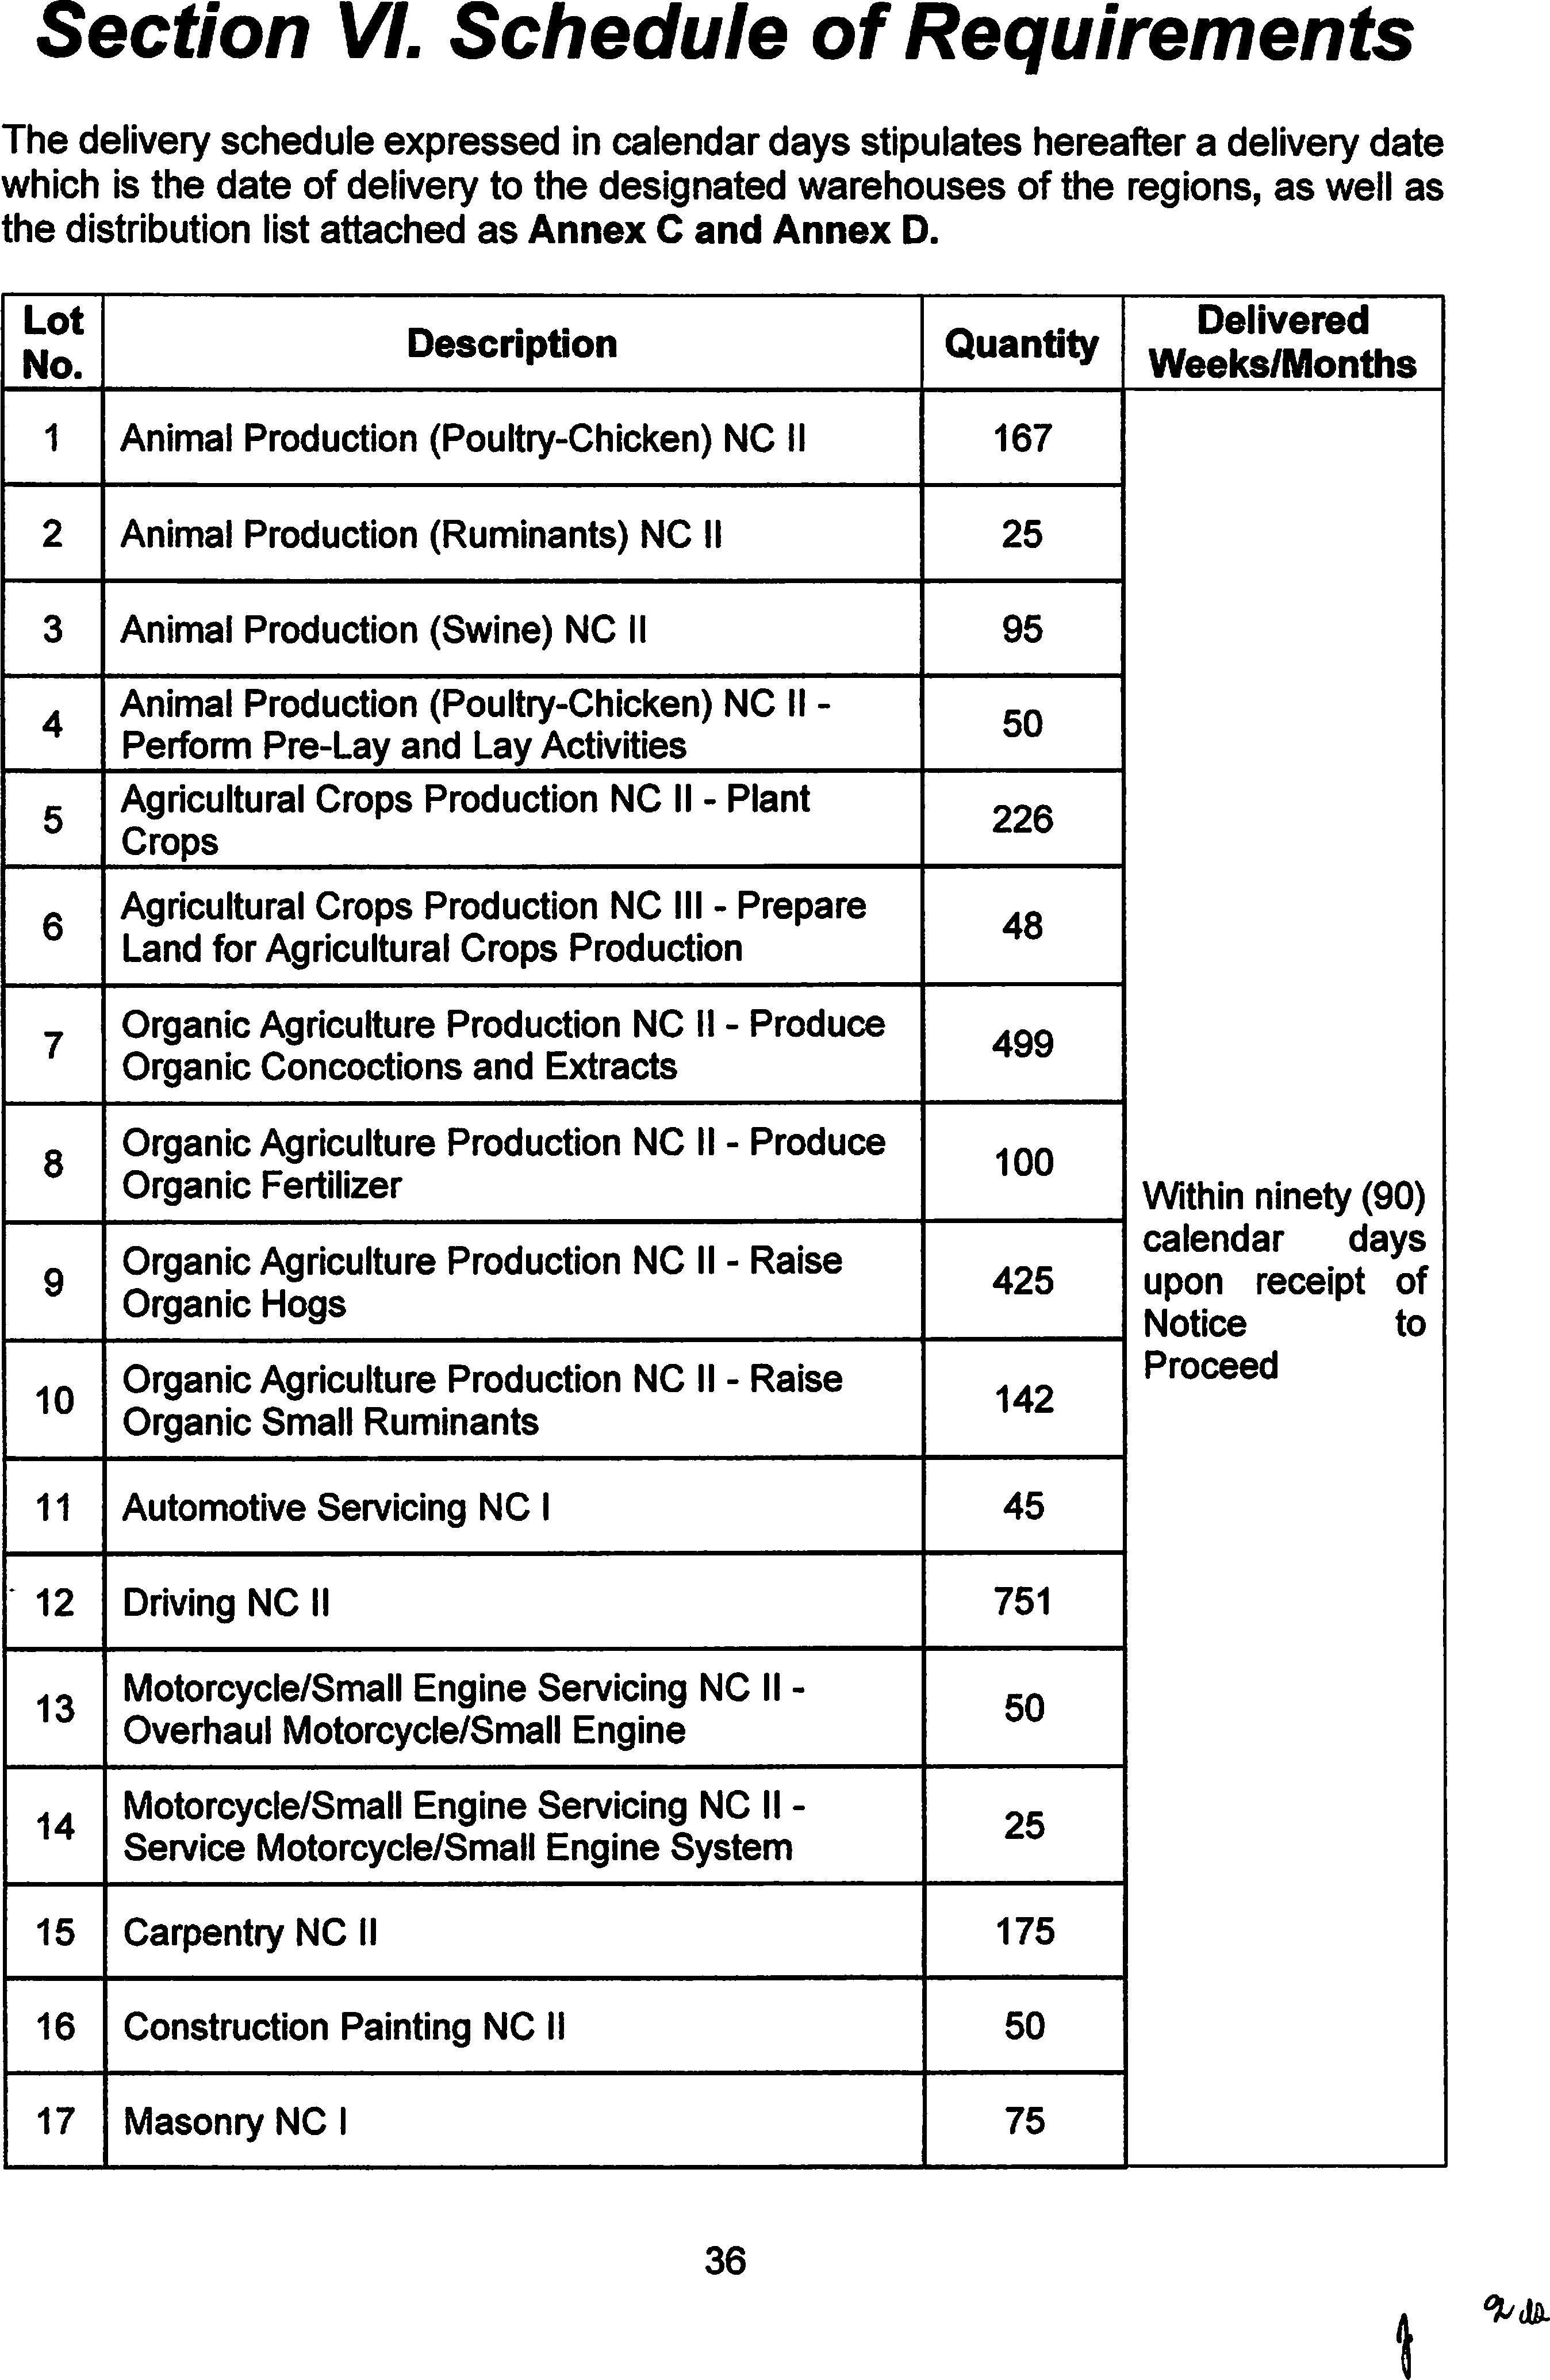 Section VI. Schedule of Requirements
The delivery schedule expressed in calendar days stipulates hereafter a delivery date
which is the date of delivery to the designated warehouses of the regions, as well as
the distribution list attached as Annex C and Annex D.
Lot No. Description Quantity Delivered Weeks/Months
1 Animal Production (Poultry-Chicken) NC II 167
2 Animal Production (Ruminants) NC II 25
3 Animal Production (Swine) NC II 95
4 Animal Production (Poultry-Chicken) NC II - 50
Perform Pre-Lay and Lay Activities
5 Agricultural Crops Production NC II - Plant 226
Crops
6 Agricultural Crops Production NC III - Prepare 48
Land for Agricultural Crops Production
7 Organic Agriculture Production NC II - Produce 499
Organic Concoctions and Extracts
8 Organic Agriculture Production NC II - Produce 100
Organic Fertilizer
9 Organic Agriculture Production NC II - Raise 425
Organic Hogs
10 Organic Agriculture Production NC II - Raise 142
Organic Small Ruminants
11 Automotive Servicing NC I 45
12 Driving NC II 751
13 Motorcycle/Small Engine Servicing NC II - 50
Overhaul Motorcycle/Small Engine
14 Motorcycle/Small Engine Servicing NC II - 25
Service Motorcycle/Small Engine System
15 Carpentry NC II 175
16 Construction Painting NC II 50
17 Masonry NC I 75
Within ninety (90)
calendar days
upon receipt of
Notice to
Proceed
36